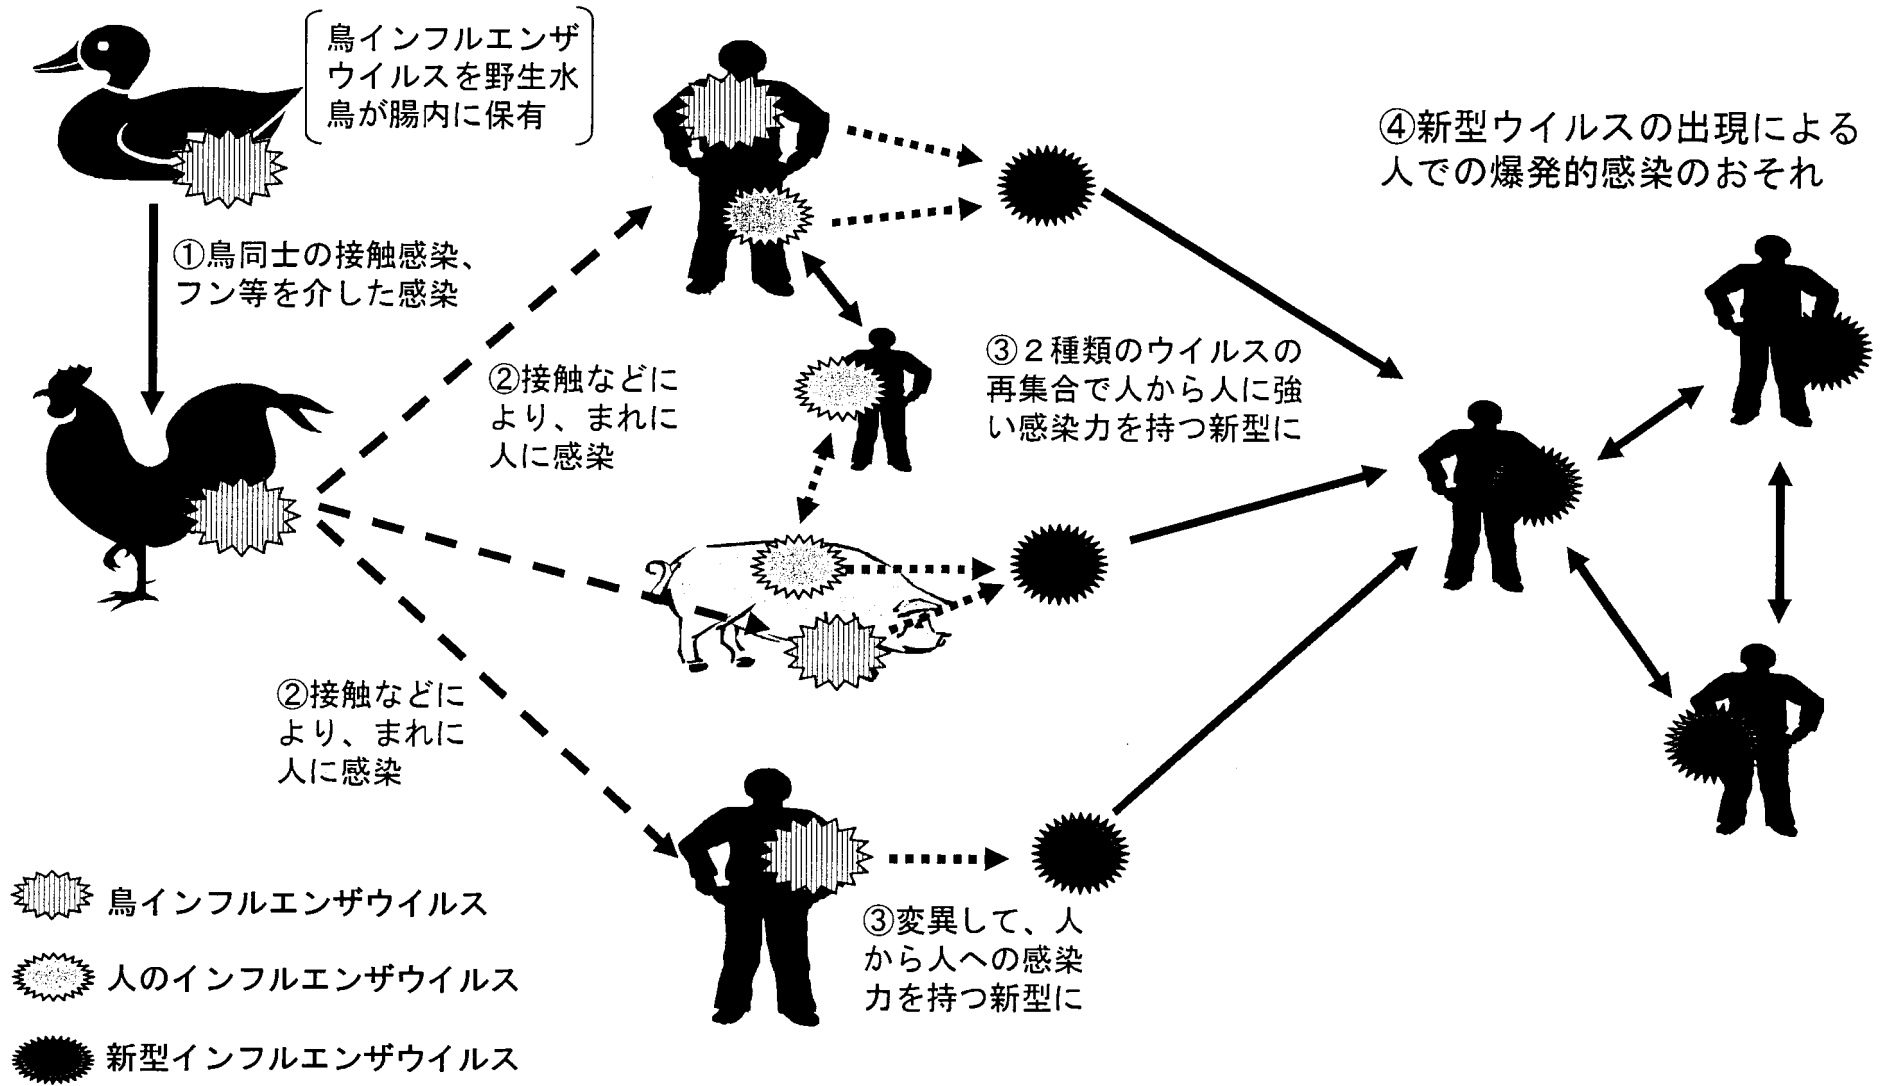 鳥インフルエンザ
ウイルスを野生水
鳥が腸内に保有
①鳥同士の接触感染、
フン等を介した感染
②接触などに
より、まれに
人に感染
③２種類のウイルスの
再集合で人から人に強
い感染力を持つ新型に
④新型ウイルスの出現による
人での爆発的感染のおそれ
②接触などに
より、まれに
人に感染
③変異して、人
から人への感染
力を持つ新型に
鳥インフルエンザウイルス
人のインフルエンザウイルス
新型インフルエンザウイルス